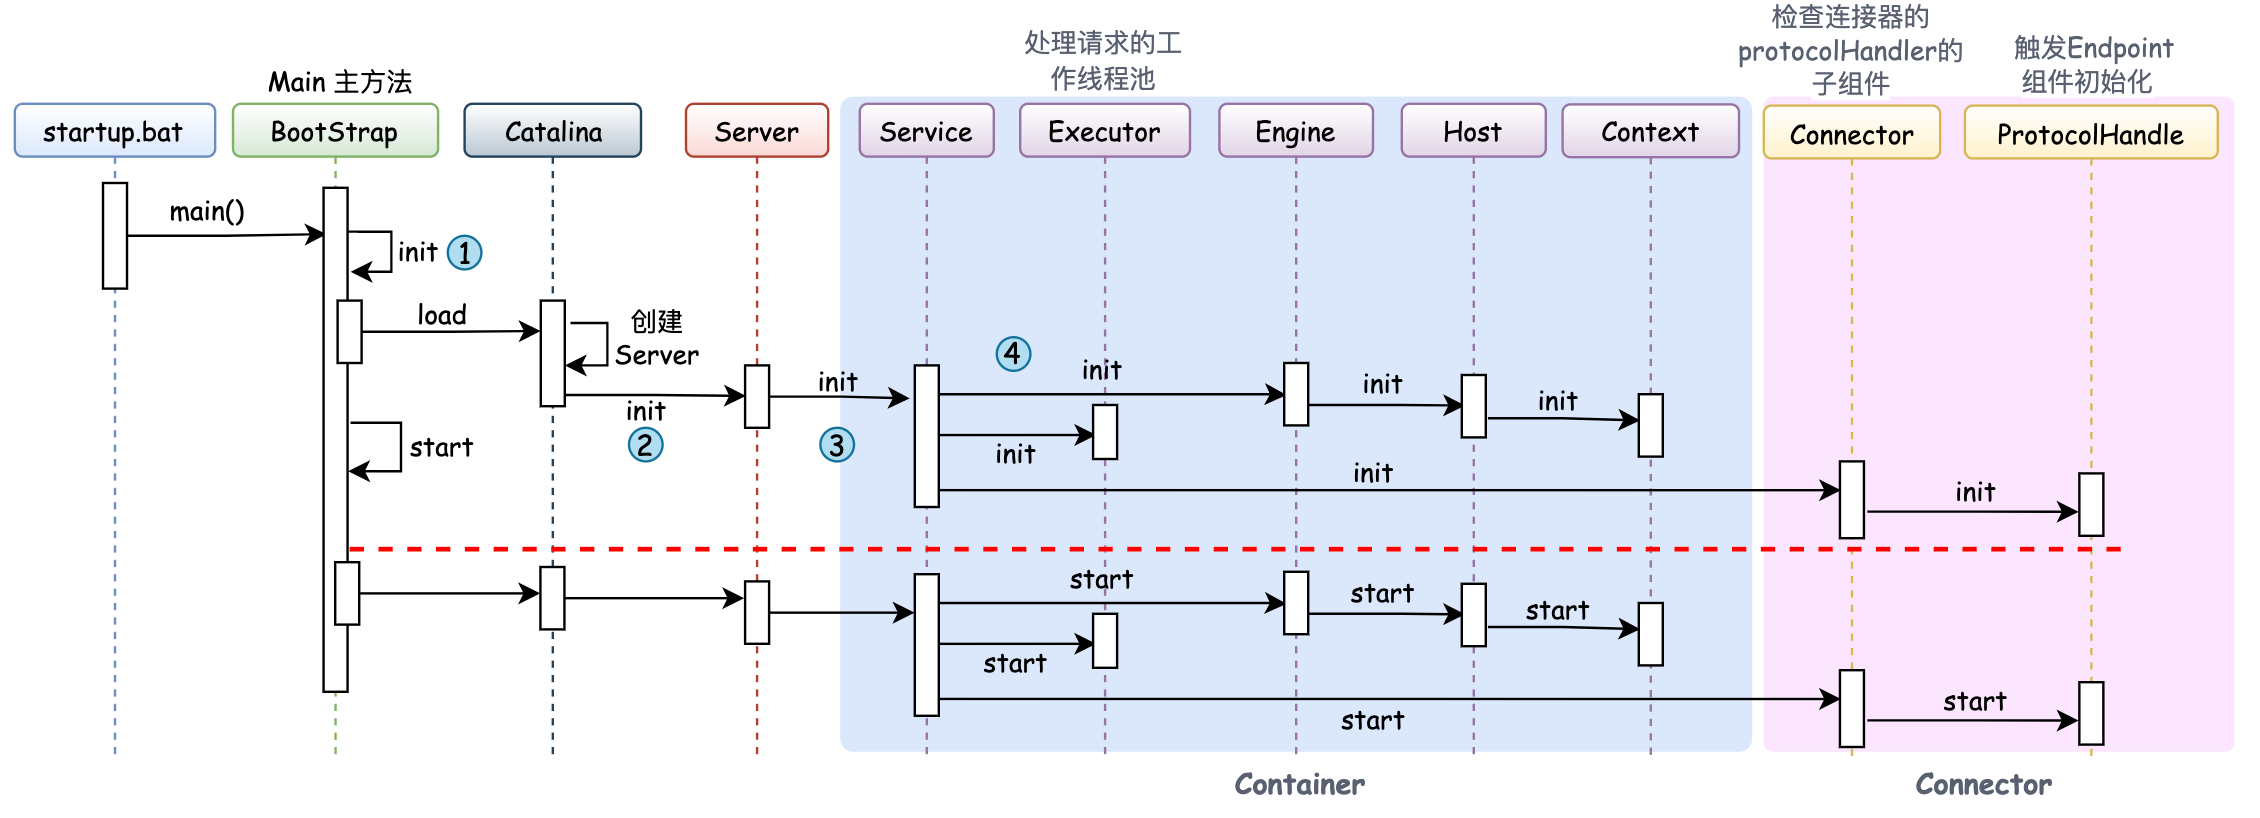 检查连接器的
protocolHandler的
子组件
触发Endpoint
组件初始化
处理请求的工
作线程池
Main 主方法
startup.bat
BootStrap
Catalina
Server
Service
Executor
Engine
Host
Context
Connector
ProtocolHandle
main()
init
1
load
创建
Server
init
2
init
3
4
init
init
init
init
init
init
start
start
start
start
start
start
start
Container
Connector